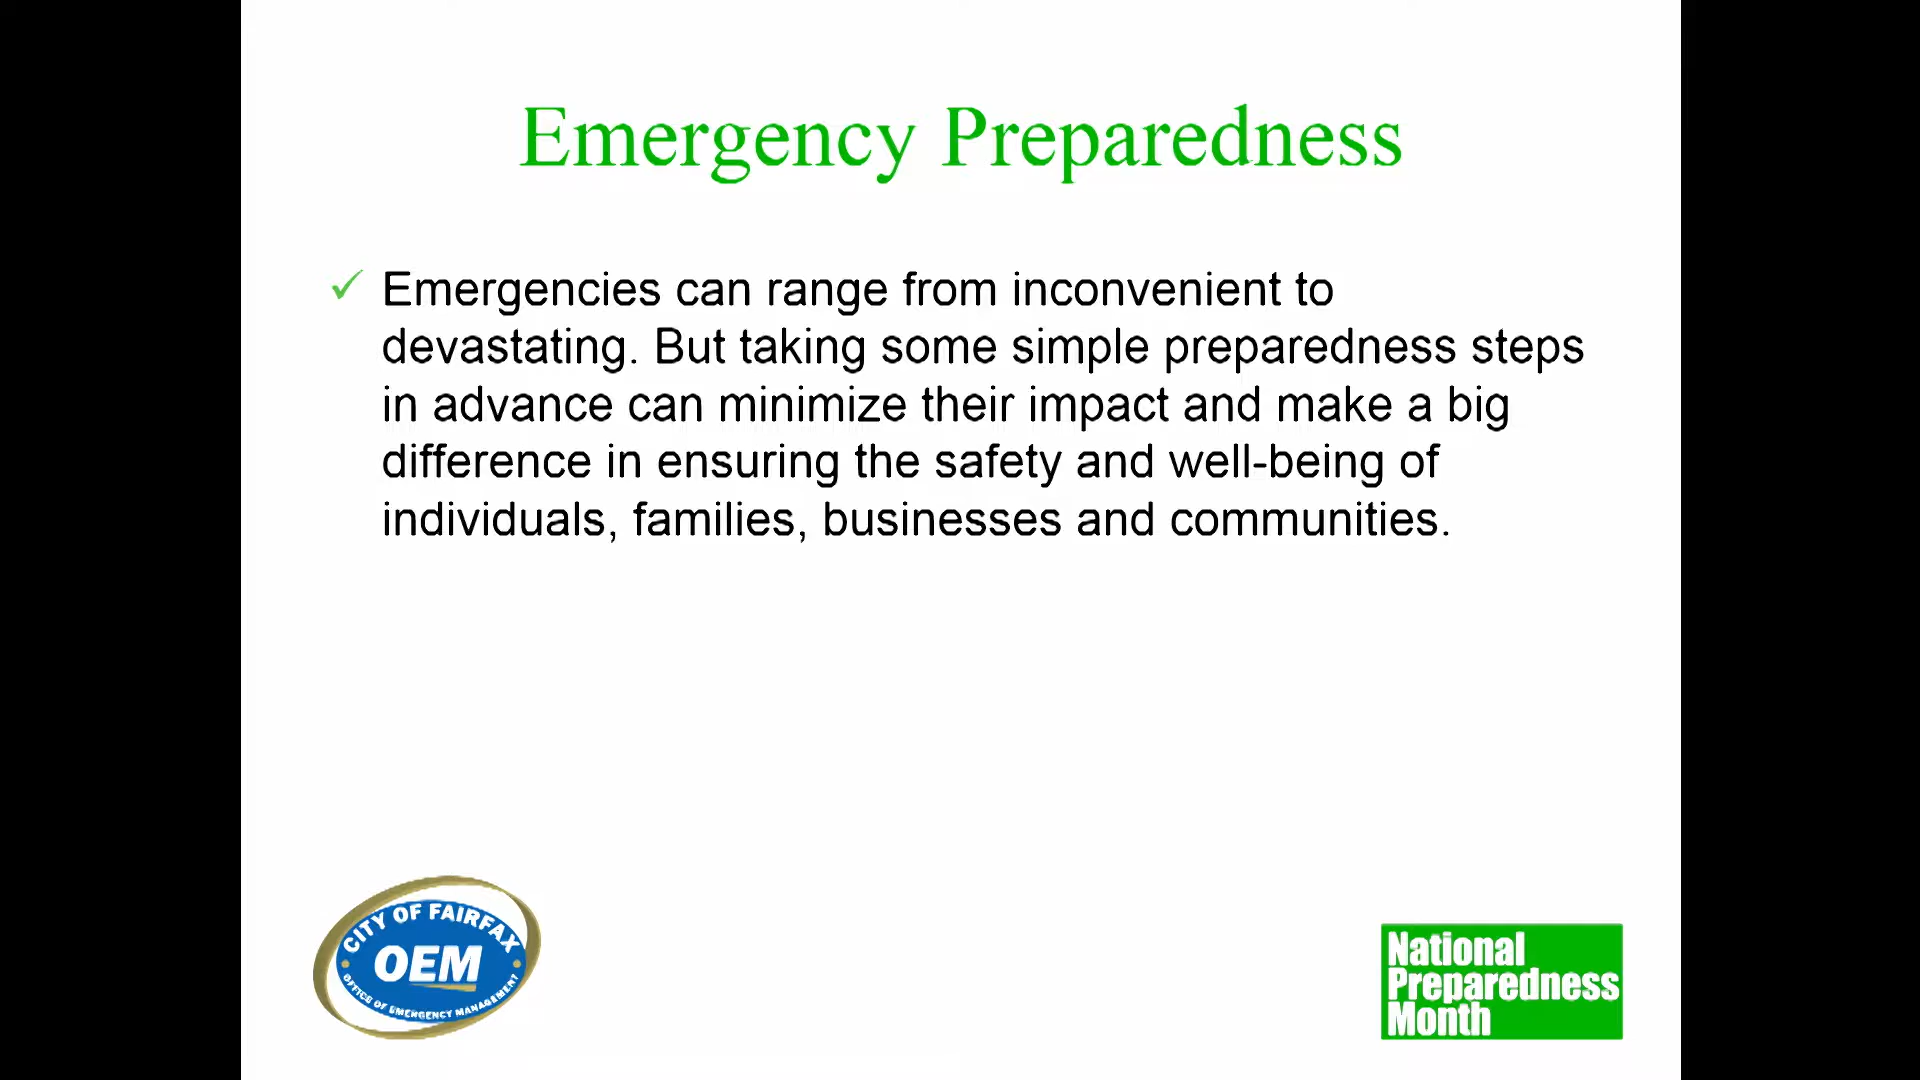 Emergency Preparedness
✓ Emergencies can range from inconvenient to
devastating. But taking some simple preparedness steps
in advance can minimize their impact and make a big
difference in ensuring the safety and well-being of
individuals, families, businesses and communities.
CITY OF FAIRFAX
OEM
OFFICE OF EMERGENCY MANAGEMENT
National
Preparedness
Month